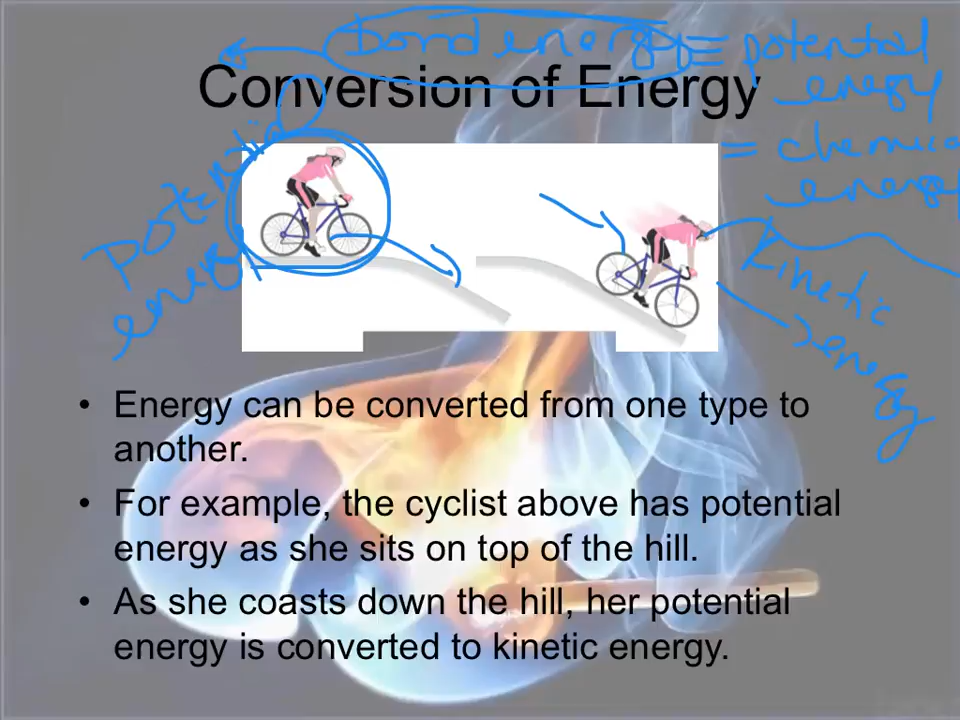 bond energy = potential
energy
= chemical
energy
Conversion of Energy
potential
energy
kinetic
energy
• Energy can be converted from one type to
another.
• For example, the cyclist above has potential
energy as she sits on top of the hill.
• As she coasts down the hill, her potential
energy is converted to kinetic energy.